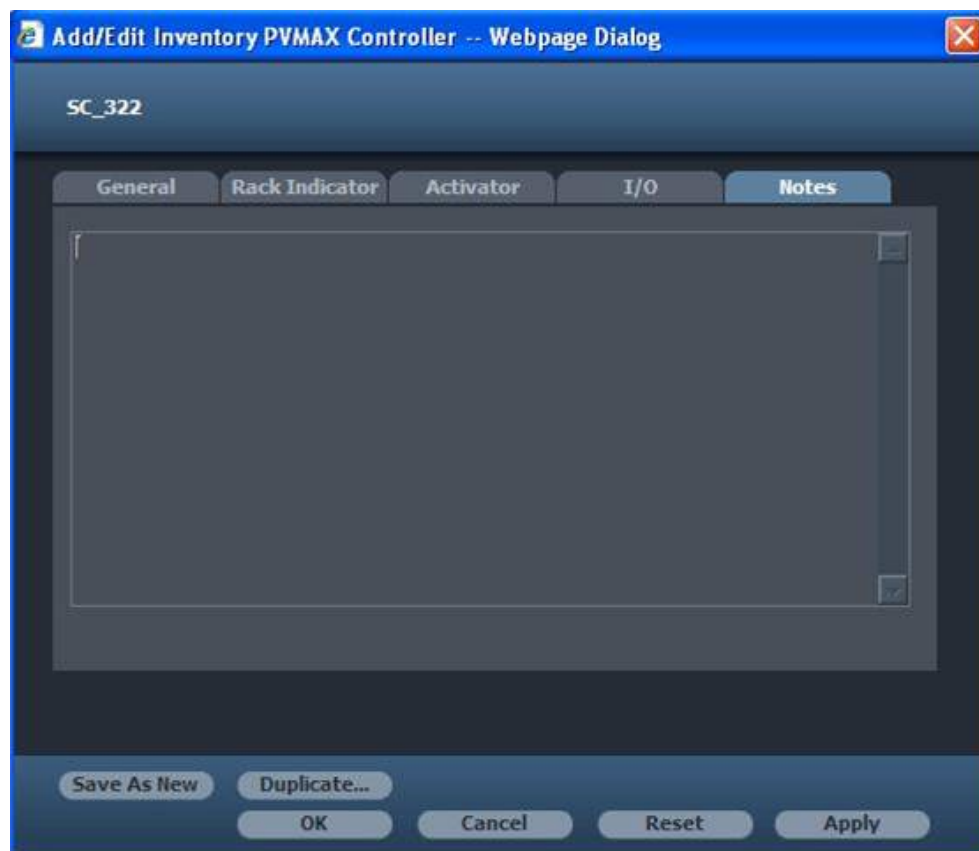 Add/Edit Inventory PVMAX Controller -- Webpage Dialog
SC_322
General Rack Indicator Activator I/O Notes
Save As New Duplicate...
OK Cancel Reset Apply